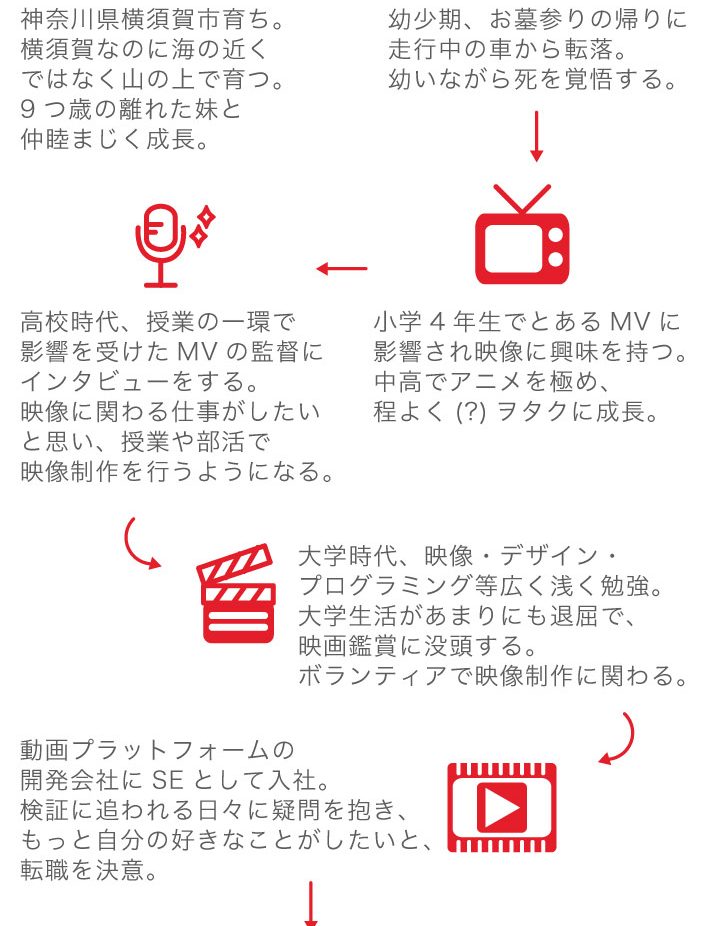 神奈川県横須賀市育ち。
横須賀なのに海の近く
ではなく山の上で育つ。
9つ歳の離れた妹と
仲睦まじく成長。
幼少期、お墓参りの帰りに
走行中の車から転落。
幼いながら死を覚悟する。
小学4年生でとあるMVに
影響され映像に興味を持つ。
中高でアニメを極め、
程よく(?)ヲタクに成長。
高校時代、授業の一環で
影響を受けたMVの監督に
インタビューをする。
映像に関わる仕事がしたい
と思い、授業や部活で
映像制作を行うようになる。
大学時代、映像・デザイン・
プログラミング等広く浅く勉強。
大学生活があまりにも退屈で、
映画鑑賞に没頭する。
ボランティアで映像制作に関わる。
動画プラットフォームの
開発会社にSEとして入社。
検証に追われる日々に疑問を抱き、
もっと自分の好きなことがしたいと、
転職を決意。